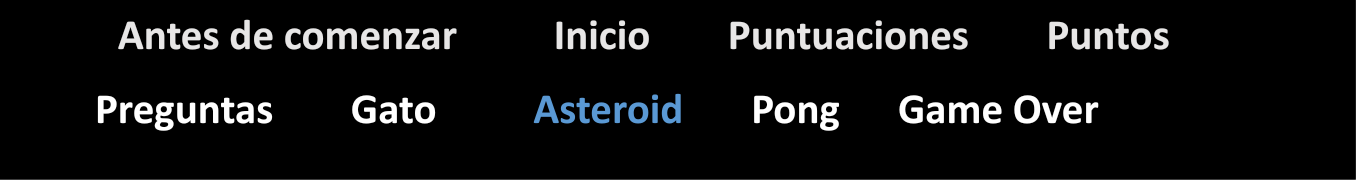 Antes de comenzar Inicio Puntuaciones Puntos
Preguntas Gato Asteroid Pong Game Over